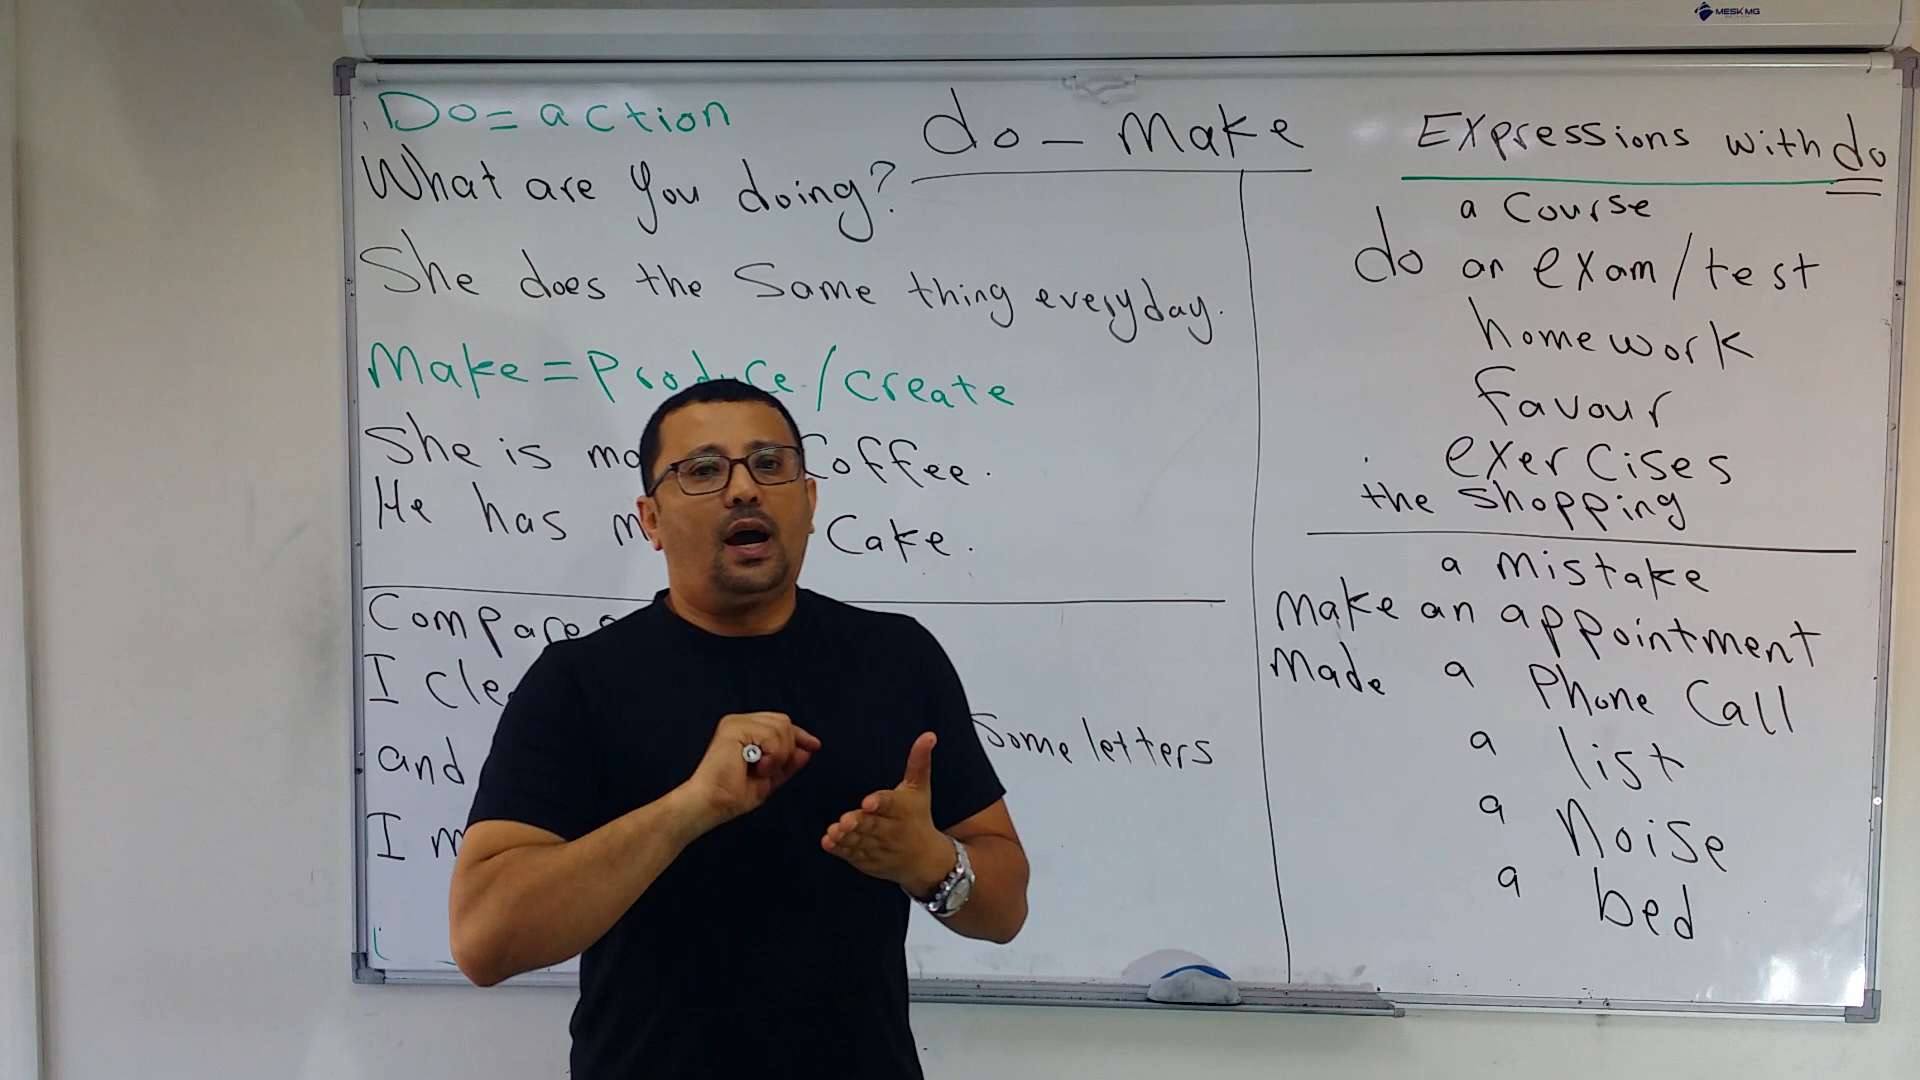 MESK MG
do - Make
Do = action
What are you doing?
She does the Same thing everyday.
Make = Produce / create
She is Coffee.
He has Cake.
I
and Some letters
I
Expressions with do
a Course
do an exam / test
homework
favour
exercises
the shopping
a Mistake
Make an appointment
Made a Phone Call
a list
a Noise
a bed